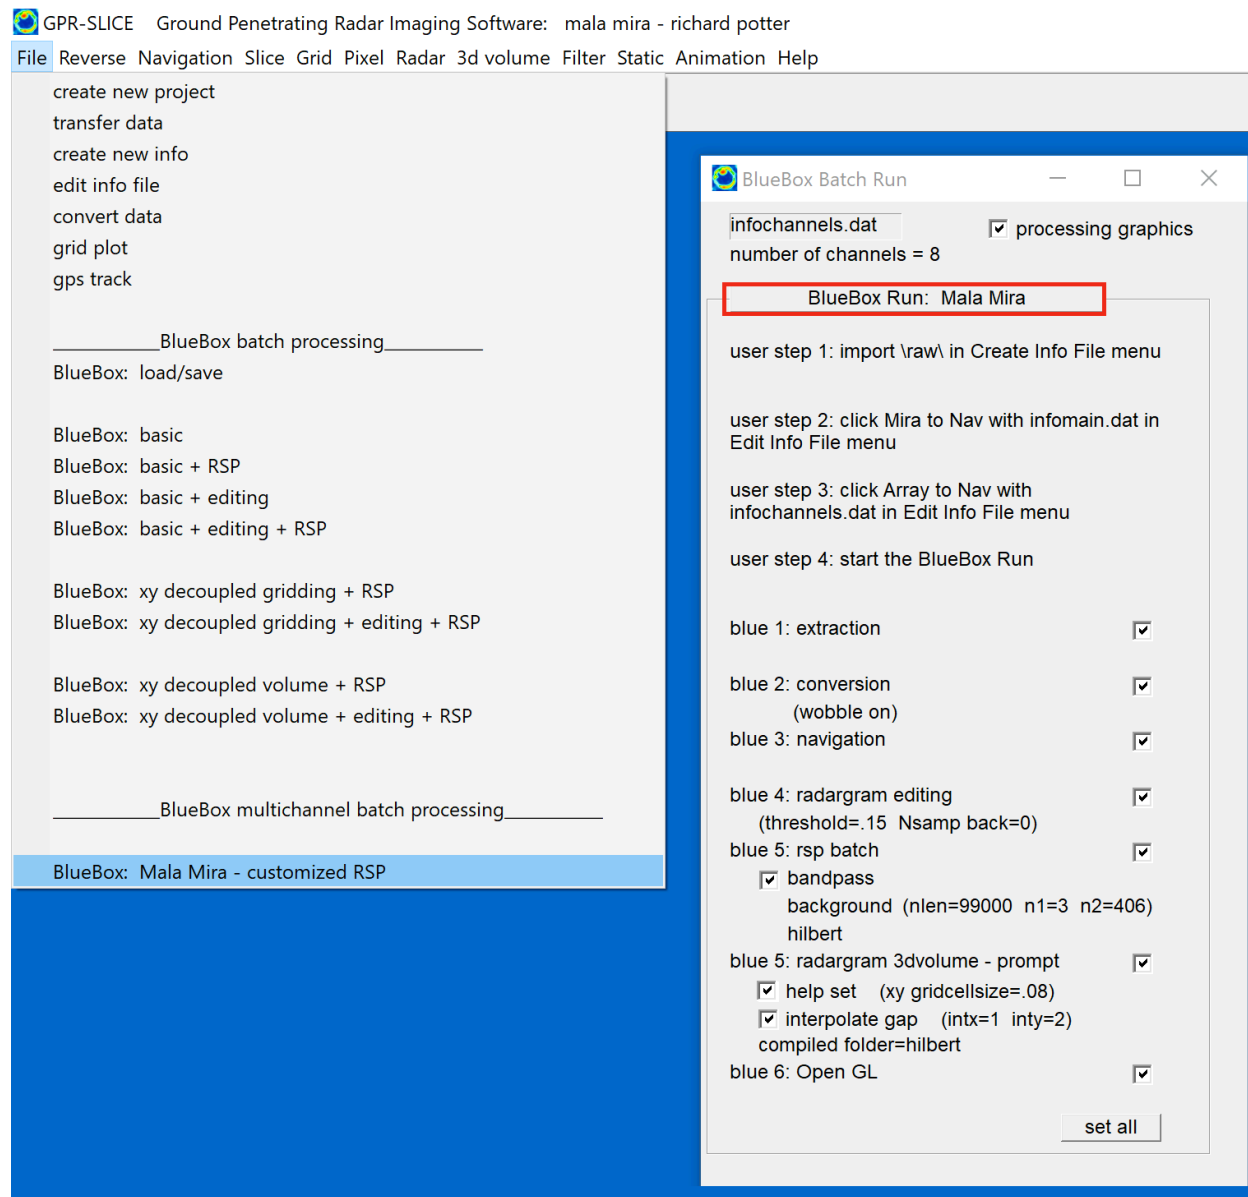 GPR-SLICE Ground Penetrating Radar Imaging Software: mala mira - richard potter
File Reverse Navigation Slice Grid Pixel Radar 3d volume Filter Static Animation Help
create new project
transfer data
create new info
edit info file
convert data
grid plot
gps track
__________BlueBox batch processing__________
BlueBox: load/save
BlueBox: basic
BlueBox: basic + RSP
BlueBox: basic + editing
BlueBox: basic + editing + RSP
BlueBox: xy decoupled gridding + RSP
BlueBox: xy decoupled gridding + editing + RSP
BlueBox: xy decoupled volume + RSP
BlueBox: xy decoupled volume + editing + RSP
__________BlueBox multichannel batch processing__________
BlueBox: Mala Mira - customized RSP
BlueBox Batch Run
infochannels.dat
processing graphics
number of channels = 8
BlueBox Run: Mala Mira
user step 1: import \raw\ in Create Info File menu
user step 2: click Mira to Nav with infomain.dat in
Edit Info File menu
user step 3: click Array to Nav with
infochannels.dat in Edit Info File menu
user step 4: start the BlueBox Run
blue 1: extraction
blue 2: conversion
(wobble on)
blue 3: navigation
blue 4: radargram editing
(threshold=.15 Nsamp back=0)
blue 5: rsp batch
bandpass
background (nlen=99000 n1=3 n2=406)
hilbert
blue 5: radargram 3dvolume - prompt
help set (xy gridcellsize=.08)
interpolate gap (intx=1 inty=2)
compiled folder=hilbert
blue 6: Open GL
set all